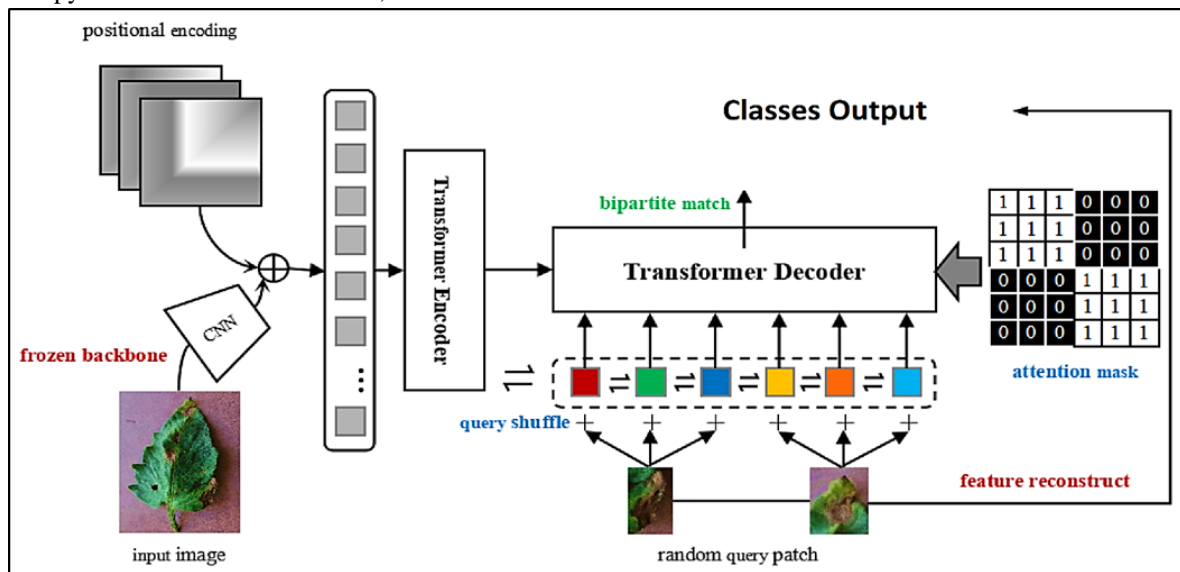 positional encoding
Classes Output
Transformer Encoder
bipartite match
Transformer Decoder
1 1 1 0 0 0
1 1 1 0 0 0
1 1 1 0 0 0
0 0 0 1 1 1
0 0 0 1 1 1
0 0 0 1 1 1
CNN
frozen backbone
attention mask
query shuffle
feature reconstruct
input image
random query patch